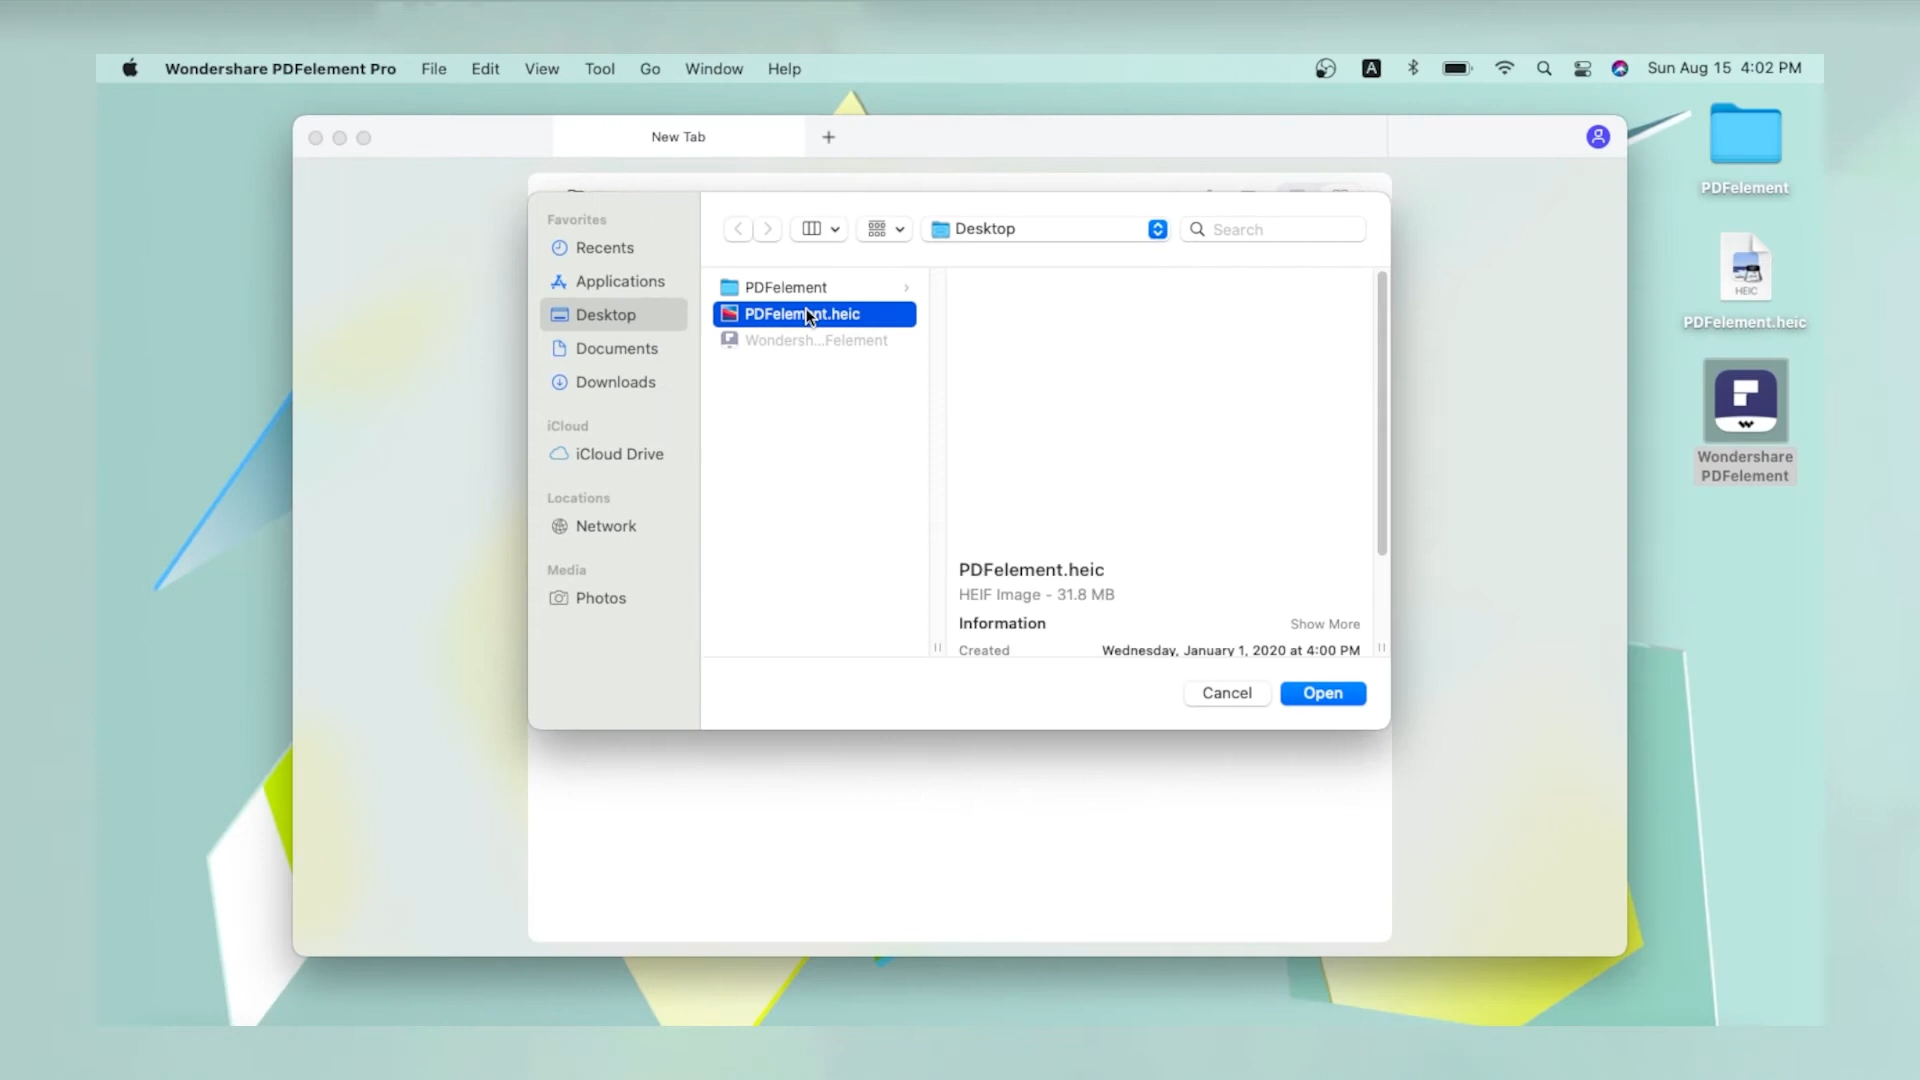 Wondershare PDFelement Pro File Edit View Tool Go Window Help
A
Sun Aug 15 4:02 PM
New Tab
PDFelement
HEIC
PDFelement.heic
Wondershare
PDFelement
Favorites
Recents
Applications
Desktop
Documents
Downloads
iCloud
iCloud Drive
Locations
Network
Media
Photos
Desktop
Search
PDFelement
PDFelement.heic
Wondersh...Felement
PDFelement.heic
HEIF Image - 31.8 MB
Information Show More
Created Wednesday, January 1, 2020 at 4:00 PM
Cancel Open